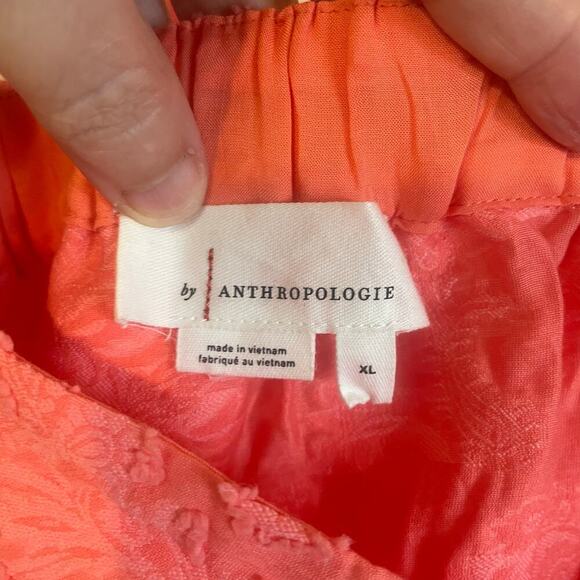 by ANTHROPOLOGIE
made in vietnam
fabriqué au vietnam
XL